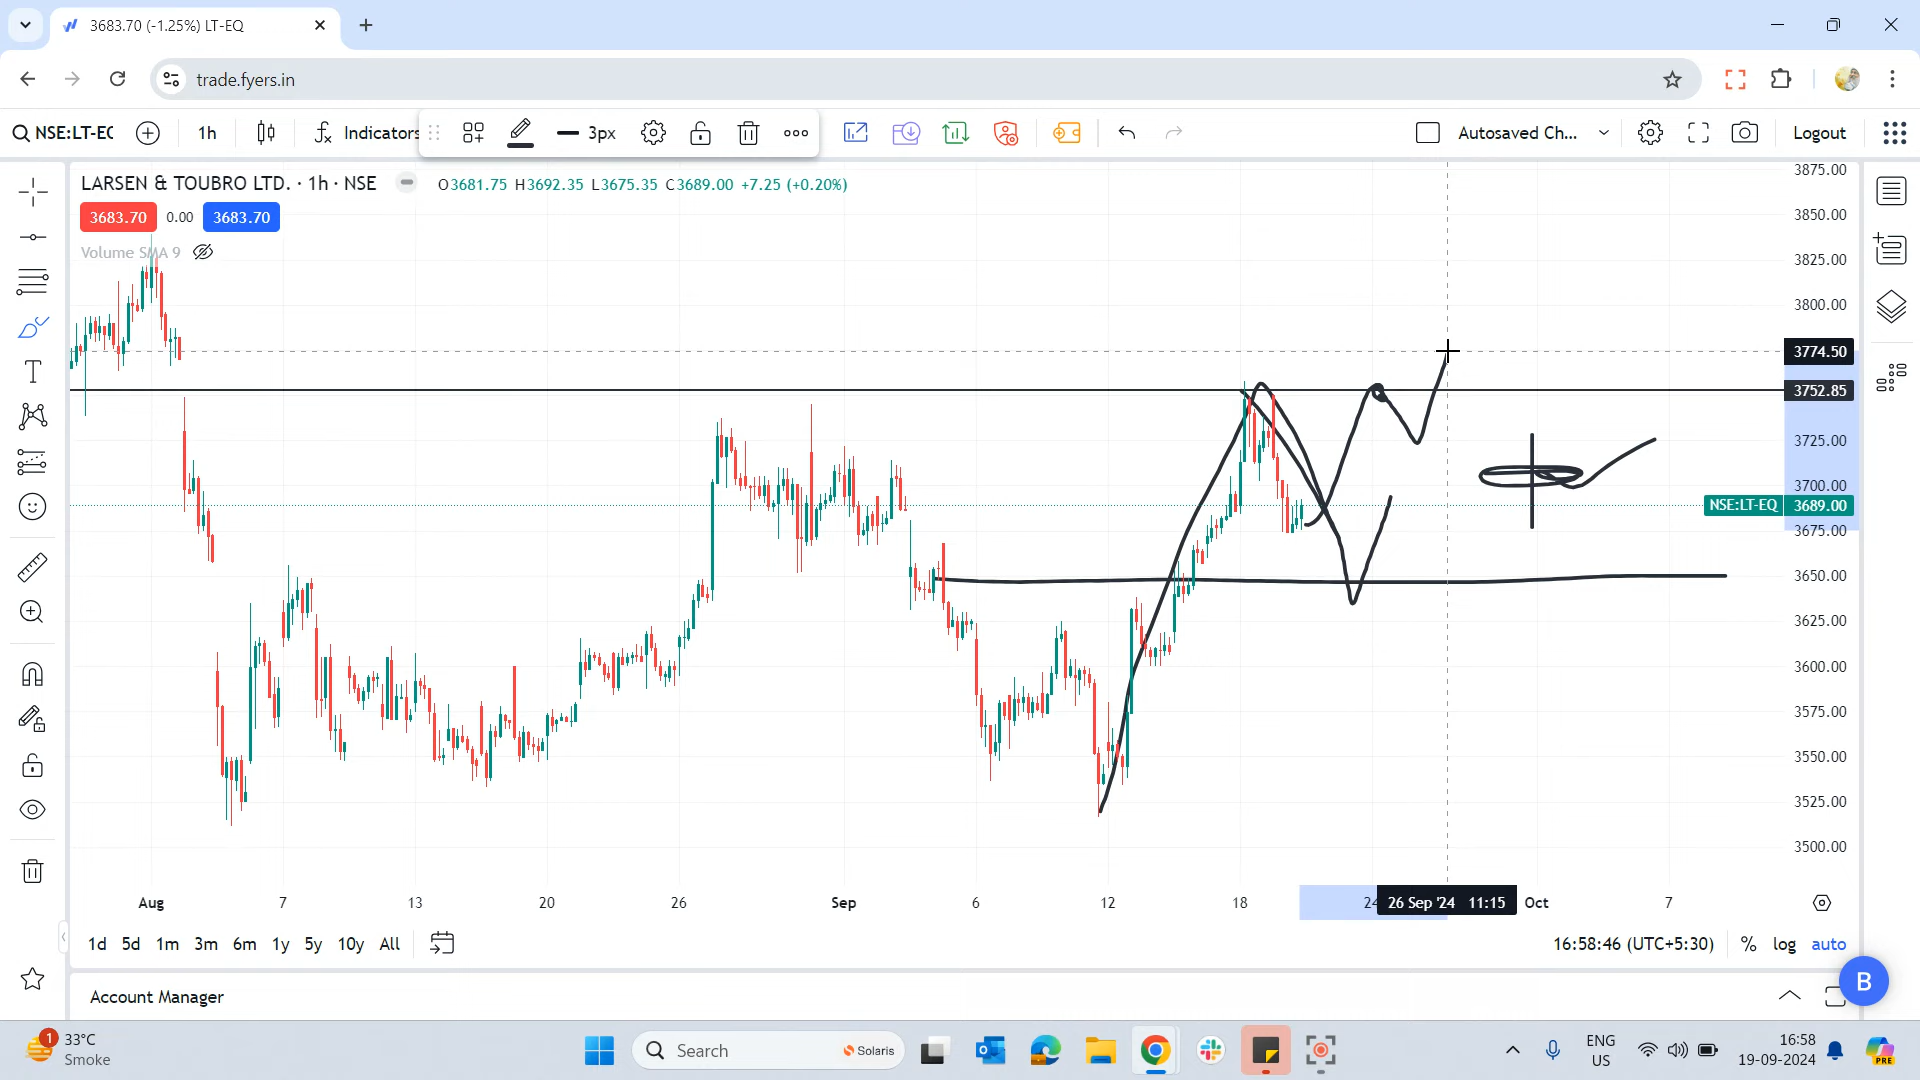 3683.70 (-1.25%) LT-EQ
trade.fyers.in
NSE:LT-EQ
1h
Indicators
3px
Autosaved Ch...
Logout
LARSEN & TOUBRO LTD. · 1h · NSE
O3681.75 H3692.35 L3675.35 C3689.00 +7.25 (+0.20%)
3683.70 0.00 3683.70
Volume SMA 9
3875.00
3850.00
3825.00
3800.00
3774.50
3752.85
3725.00
3700.00
NSE:LT-EQ 3689.00
3675.00
3650.00
3625.00
3600.00
3575.00
3550.00
3525.00
3500.00
Aug 7 13 20 26 Sep 6 12 18 24 26 Sep '24 11:15 Oct 7
1d 5d 1m 3m 6m 1y 5y 10y All
16:58:46 (UTC+5:30) % log auto
B
Account Manager
1
33°C
Smoke
Search
Solaris
ENG
US
16:58
19-09-2024
PRE